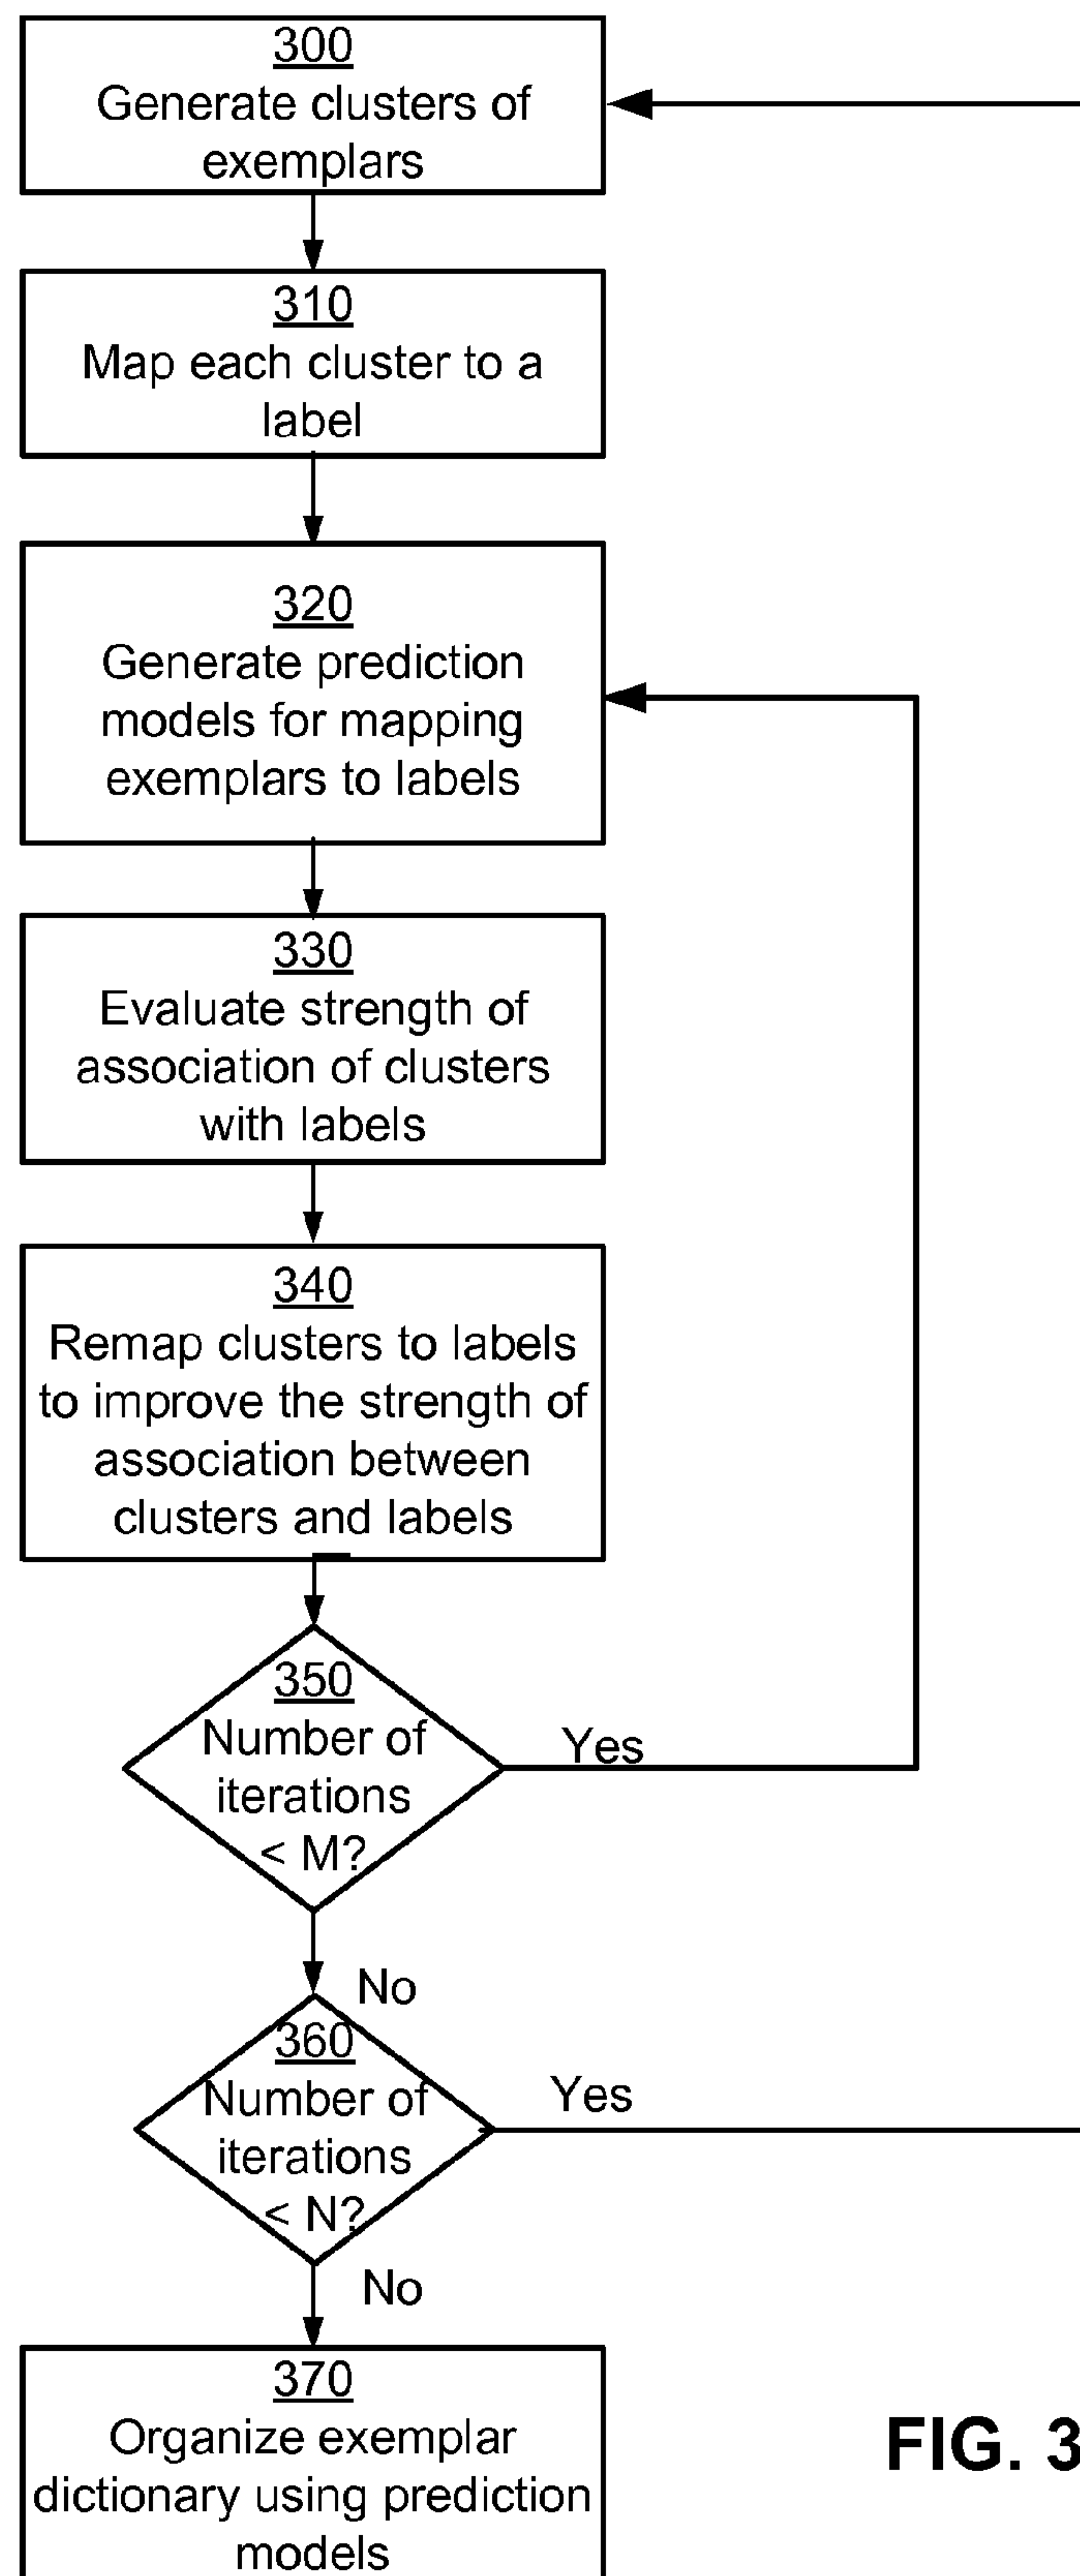 300
Generate clusters of
exemplars
310
Map each cluster to a
label
320
Generate prediction
models for mapping
exemplars to labels
330
Evaluate strength of
association of clusters
with labels
340
Remap clusters to labels
to improve the strength of
association between
clusters and labels
350
Number of
iterations
< M?
Yes
No
360
Number of
iterations
< N?
Yes
No
370
Organize exemplar
dictionary using prediction
models
FIG. 3